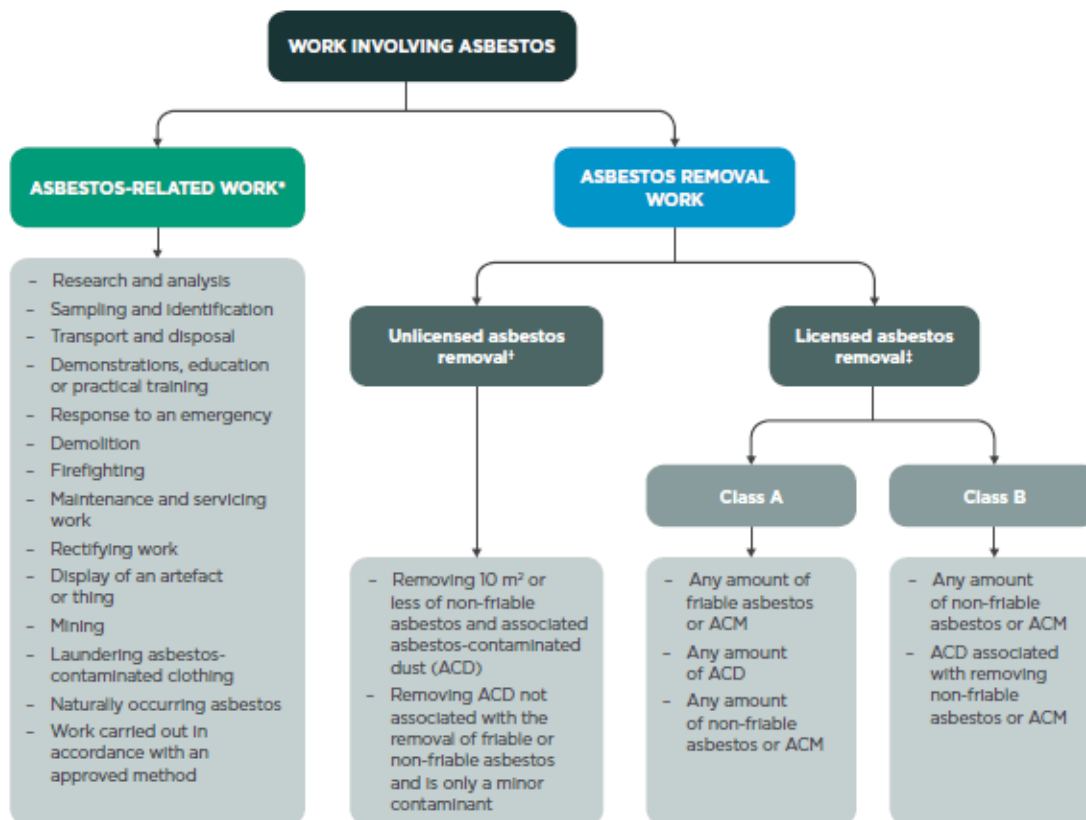 WORK INVOLVING ASBESTOS
ASBESTOS-RELATED WORK*
– Research and analysis
– Sampling and identification
– Transport and disposal
– Demonstrations, education
or practical training
– Response to an emergency
– Demolition
– Firefighting
– Maintenance and servicing
work
– Rectifying work
– Display of an artefact
or thing
– Mining
– Laundering asbestos-
contaminated clothing
– Naturally occurring asbestos
– Work carried out in
accordance with an
approved method
ASBESTOS REMOVAL
WORK
Unlicensed asbestos
removal†
– Removing 10 m² or
less of non-friable
asbestos and associated
asbestos-contaminated
dust (ACD)
– Removing ACD not
associated with the
removal of friable or
non-friable asbestos
and is only a minor
contaminant
Licensed asbestos
removal‡
Class A
– Any amount of
friable asbestos
or ACM
– Any amount
of ACD
– Any amount
of non-friable
asbestos or ACM
Class B
– Any amount
of non-friable
asbestos or ACM
– ACD associated
with removing
non-friable
asbestos or ACM